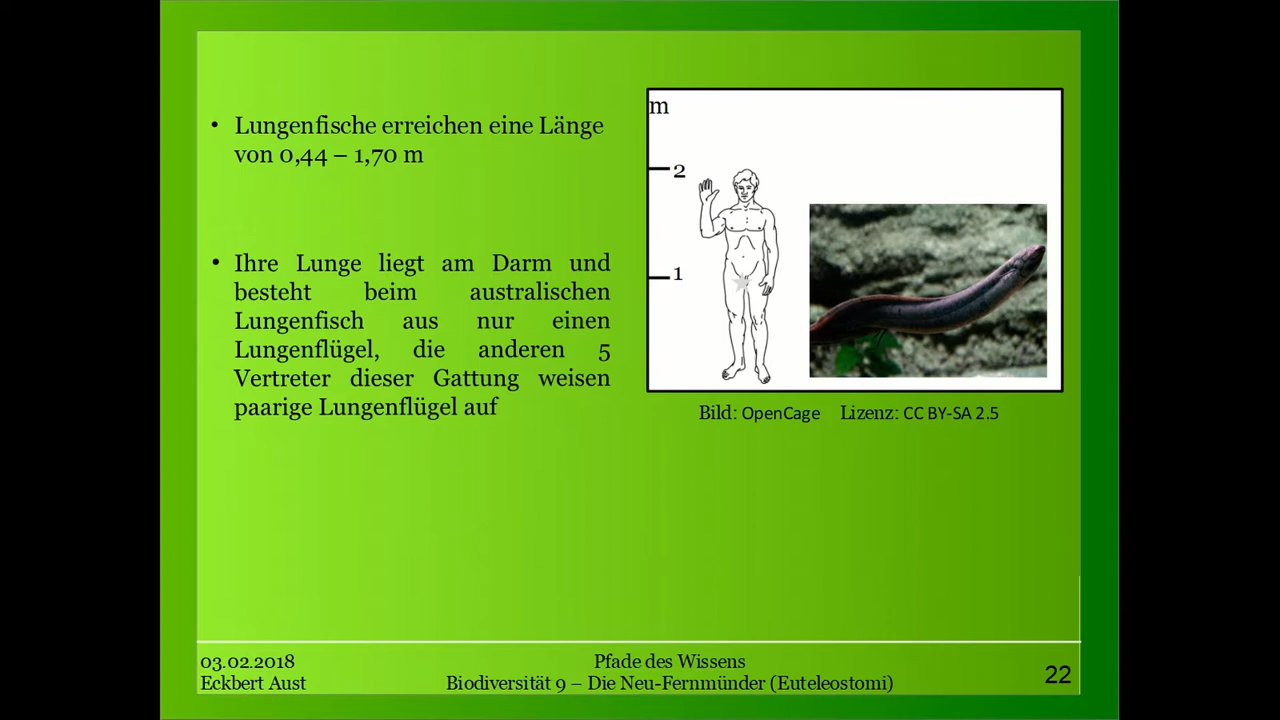 • Lungenfische erreichen eine Länge
von 0,44 – 1,70 m
• Ihre Lunge liegt am Darm und
besteht beim australischen
Lungenfisch aus nur einen
Lungenflügel, die anderen 5
Vertreter dieser Gattung weisen
paarige Lungenflügel auf
m
2
1
Bild: OpenCage Lizenz: CC BY-SA 2.5
03.02.2018
Eckbert Aust
Pfade des Wissens
Biodiversität 9 – Die Neu-Fernmünder (Euteleostomi)
22